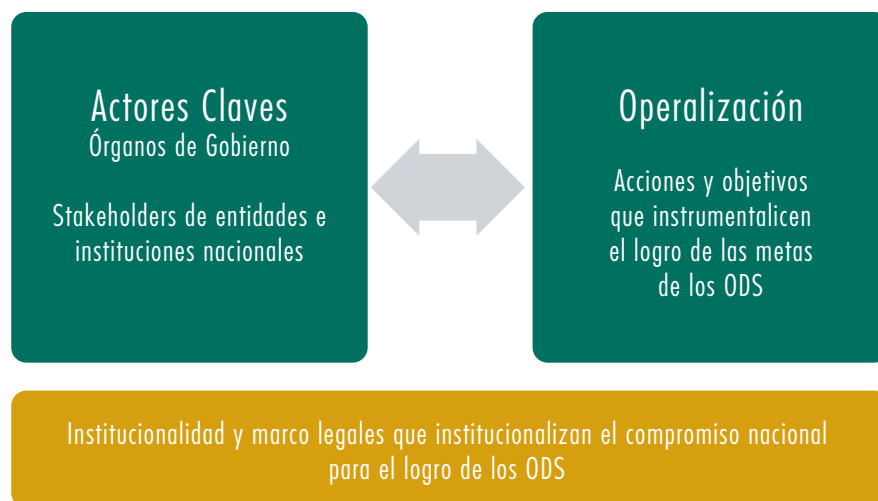 Actores Claves
Órganos de Gobierno
Stakeholders de entidades e
instituciones nacionales
Operalización
Acciones y objetivos
que instrumentalicen
el logro de las metas
de los ODS
Institucionalidad y marco legales que institucionalizan el compromiso nacional
para el logro de los ODS